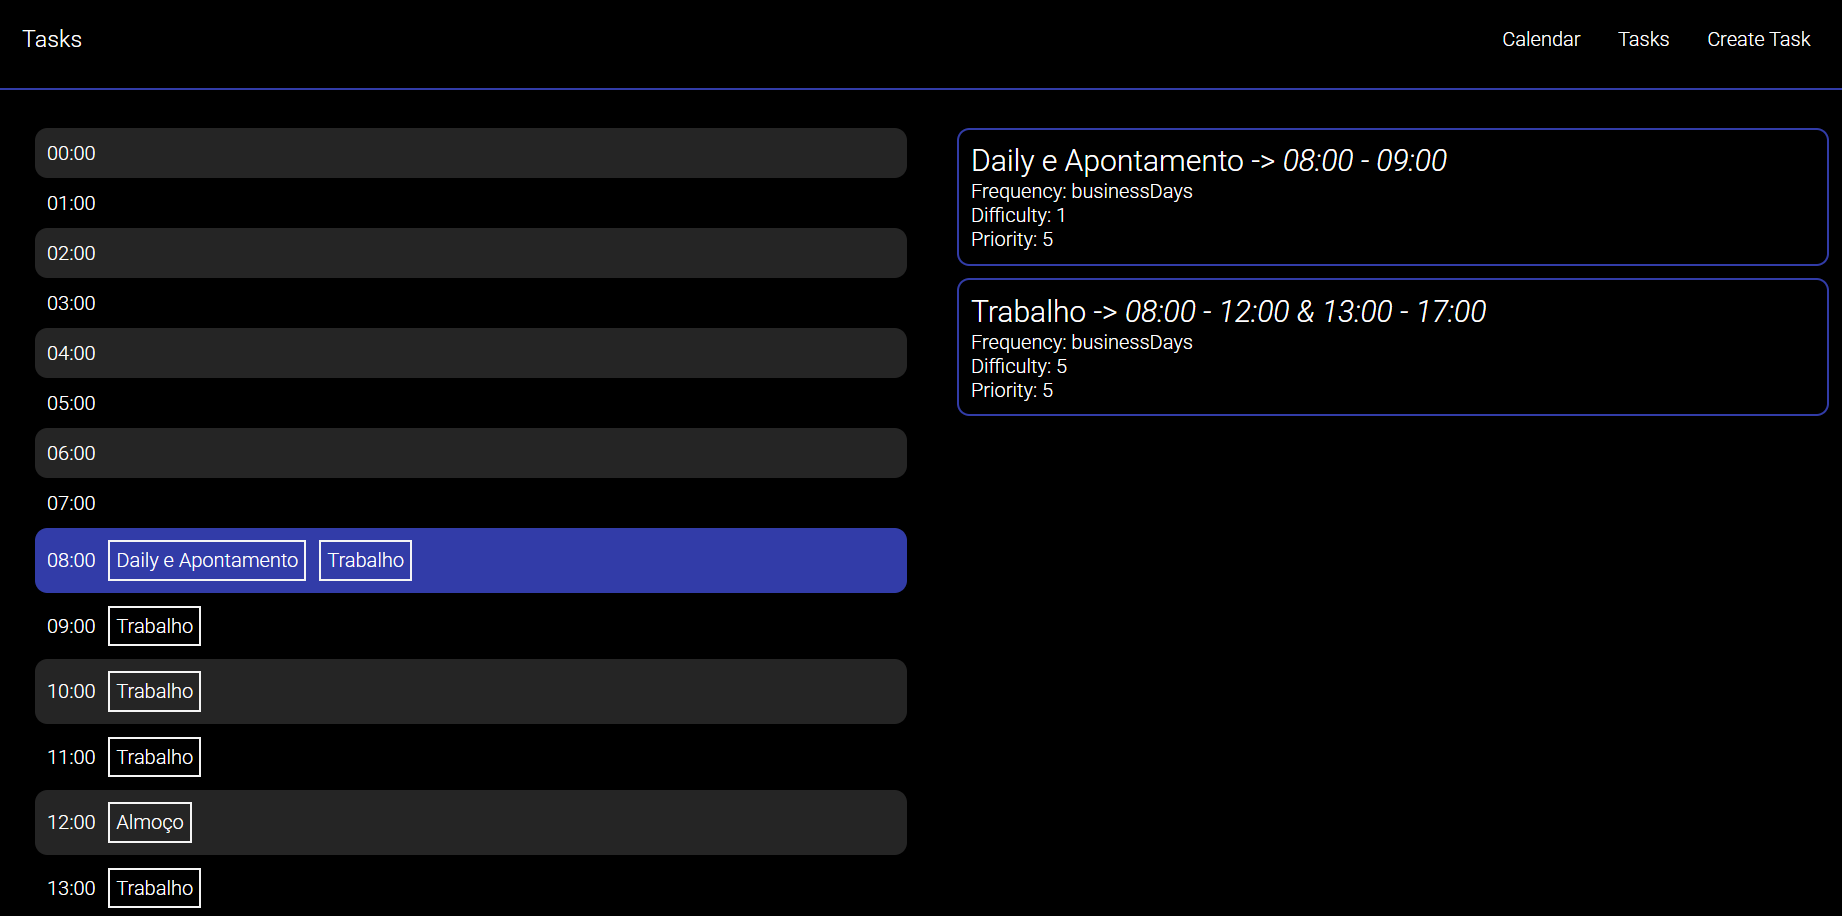 Tasks
Calendar Tasks Create Task
00:00
01:00
02:00
03:00
04:00
05:00
06:00
07:00
08:00 Daily e Apontamento Trabalho
09:00 Trabalho
10:00 Trabalho
11:00 Trabalho
12:00 Almoço
13:00 Trabalho
Daily e Apontamento -> 08:00 - 09:00
Frequency: businessDays
Difficulty: 1
Priority: 5
Trabalho -> 08:00 - 12:00 & 13:00 - 17:00
Frequency: businessDays
Difficulty: 5
Priority: 5